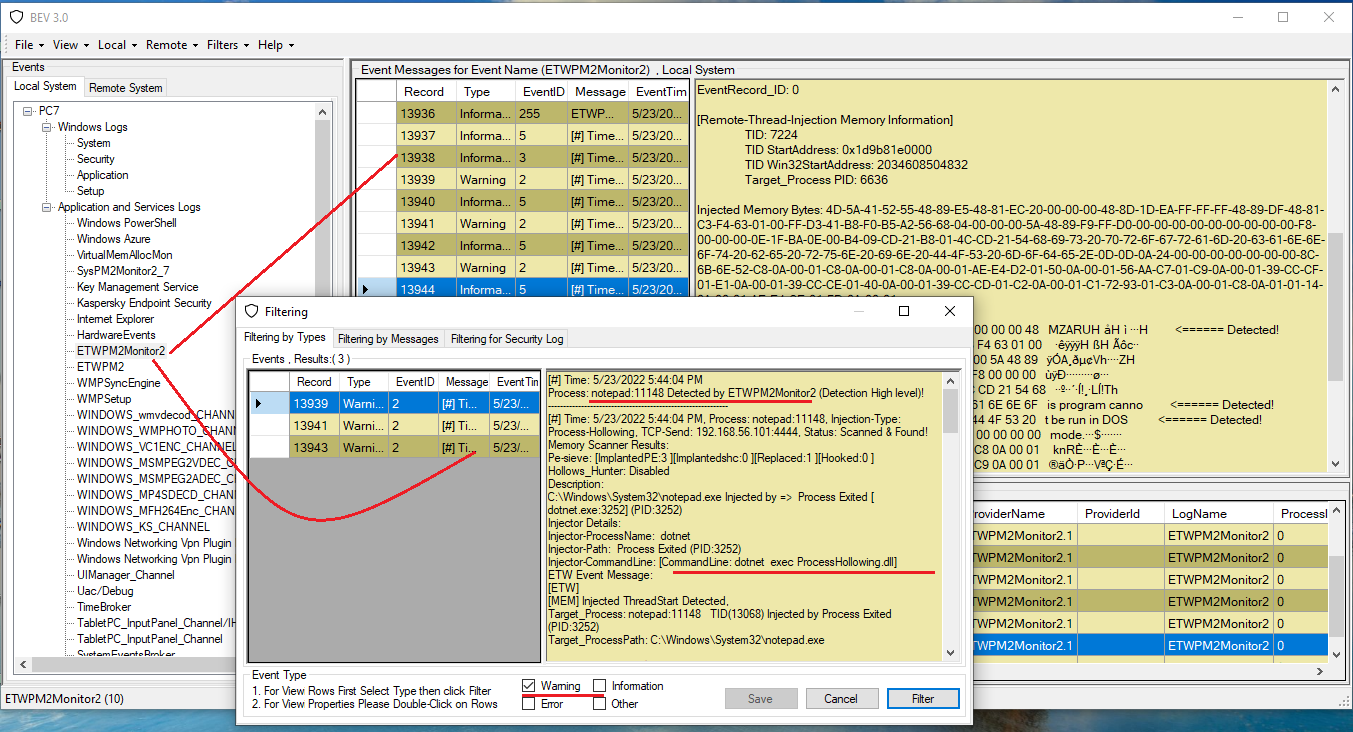 BEV 3.0
File View Local Remote Filters Help
Events
Local System Remote System
PC7
Windows Logs
System
Security
Application
Setup
Application and Services Logs
Windows PowerShell
Windows Azure
VirtualMemAllocMon
SysPM2Monitor2_7
Key Management Service
Kaspersky Endpoint Security
Internet Explorer
HardwareEvents
ETWPM2Monitor2
ETWPM2
WMPSyncEngine
WMPSetup
WINDOWS_wmvdecod_CHANN
WINDOWS_WMPHOTO_CHANN
WINDOWS_VC1ENC_CHANNEL
WINDOWS_MSMPEG2VDEC_C
WINDOWS_MSMPEG2ADEC_C
WINDOWS_MP4SDECD_CHAN
WINDOWS_MFH264Enc_CHAN
WINDOWS_KS_CHANNEL
Windows Networking Vpn Plugin
Windows Networking Vpn Plugin
UIManager_Channel
Uac/Debug
TimeBroker
TabletPC_InputPanel_Channel/IH
TabletPC_InputPanel_Channel
SystemEventsBroker
ETWPM2Monitor2 (10)
Event Messages for Event Name (ETWPM2Monitor2) , Local System
Record Type EventID Message EventTim
13936 Informa... 255 ETWP... 5/23/20...
13937 Informa... 5 [#] Time... 5/23/20...
13938 Informa... 3 [#] Time... 5/23/20...
13939 Warning 2 [#] Time... 5/23/20...
13940 Informa... 5 [#] Time... 5/23/20...
13941 Warning 2 [#] Time... 5/23/20...
13942 Informa... 5 [#] Time... 5/23/20...
13943 Warning 2 [#] Time... 5/23/20...
13944 Informa... 5 [#] Time... 5/23/20...
EventRecord_ID: 0
[Remote-Thread-Injection Memory Information]
TID: 7224
TID StartAddress: 0x1d9b81e0000
TID Win32StartAddress: 2034608504832
Target_Process PID: 6636
Injected Memory Bytes: 4D-5A-41-52-55-48-89-E5-48-81-EC-20-00-00-00-48-8D-1D-EA-FF-FF-FF-48-89-DF-48-81-
C3-F4-63-01-00-FF-D3-41-B8-F0-B5-A2-56-68-04-00-00-00-5A-48-89-F9-FF-D0-00-00-00-00-00-00-00-00-00-F8-
00-00-00-0E-1F-BA-0E-00-B4-09-CD-21-B8-01-4C-CD-21-54-68-69-73-20-70-72-6F-67-72-61-6D-20-63-61-6E-6E-
6F-74-20-62-65-20-72-75-6E-20-69-6E-20-44-4F-53-20-6D-6F-64-65-2E-0D-0D-0A-24-00-00-00-00-00-00-00-8C-
6B-6E-52-C8-0A-00-01-C8-0A-00-01-C8-0A-00-01-AE-E4-D2-01-50-0A-00-01-56-AA-C7-01-C9-0A-00-01-39-CC-CF-
01-E1-0A-00-01-39-CC-CE-01-40-0A-00-01-39-CC-CD-01-C2-0A-00-01-C7-72-93-01-C3-0A-00-01-C8-0A-01-01-14-
00 00 00 48 MZARUH åH ì ···H <====== Detected!
F4 63 01 00
00 5A 48 89
CD 21 54 68
61 6E 6E 6F is program canno <====== Detected!
44 4F 53 20 t be run in DOS <====== Detected!
00 00 00 00 mode.···$·······
C8 0A 00 01
C9 0A 00 01
roviderName ProviderId LogName ProcessI
TWPM2Monitor2.1 ETWPM2Monitor2 0
TWPM2Monitor2.1 ETWPM2Monitor2 0
TWPM2Monitor2.1 ETWPM2Monitor2 0
TWPM2Monitor2.1 ETWPM2Monitor2 0
TWPM2Monitor2.1 ETWPM2Monitor2 0
TWPM2Monitor2.1 ETWPM2Monitor2 0
Filtering
Filtering by Types Filtering by Messages Filtering for Security Log
Events , Results:( 3 )
Record Type EventID Message EventTim
13939 Warni... 2 [#] Ti... 5/23/...
13941 Warni... 2 [#] Ti... 5/23/...
13943 Warni... 2 [#] Ti... 5/23/...
[#] Time: 5/23/2022 5:44:04 PM
Process: notepad:11148 Detected by ETWPM2Monitor2 (Detection High level)!
[#] Time: 5/23/2022 5:44:04 PM, Process: notepad:11148, Injection-Type:
Process-Hollowing, TCP-Send: 192.168.56.101:4444, Status: Scanned & Found!
Memory Scanner Results:
Pe-sieve: [ImplantedPE:3 ][Implantedshc:0 ][Replaced:1 ][Hooked:0 ]
Hollows_Hunter: Disabled
Description:
C:\Windows\System32\notepad.exe Injected by => Process Exited [
dotnet.exe:3252] (PID:3252)
Injector Details:
Injector-ProcessName: dotnet
Injector-Path: Process Exited (PID:3252)
Injector-CommandLine: [CommandLine: dotnet exec ProcessHollowing.dll]
ETW Event Message:
[ETW]
[MEM] Injected ThreadStart Detected,
Target_Process: notepad:11148 TID(13068) Injected by Process Exited
(PID:3252)
Target_ProcessPath: C:\Windows\System32\notepad.exe
Event Type
1. For View Rows First Select Type then click Filter
2. For View Properties Please Double-Click on Rows
Warning Information
Error Other
Save Cancel Filter